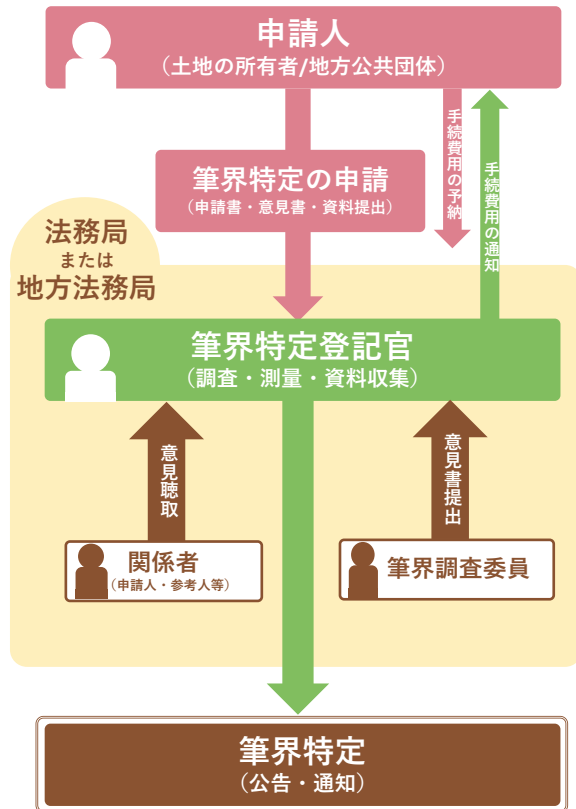 申請人
（土地の所有者/地方公共団体）
手続費用の予納
手続費用の通知
筆界特定の申請
（申請書・意見書・資料提出）
法務局
または
地方法務局
筆界特定登記官
（調査・測量・資料収集）
意見聴取
意見書提出
関係者
（申請人・参考人等）
筆界調査委員
筆界特定
（公告・通知）